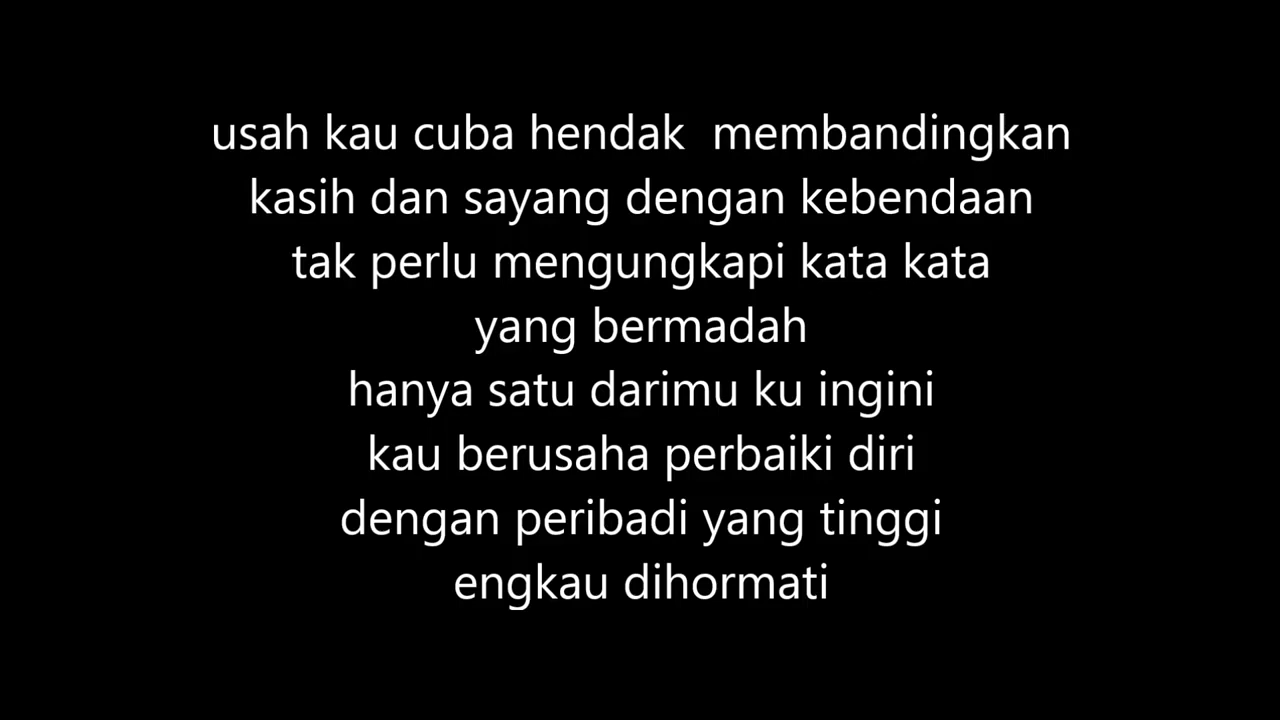 usah kau cuba hendak  membandingkan
kasih dan sayang dengan kebendaan
tak perlu mengungkapi kata kata
yang bermadah
hanya satu darimu ku ingini
kau berusaha perbaiki diri
dengan peribadi yang tinggi
engkau dihormati